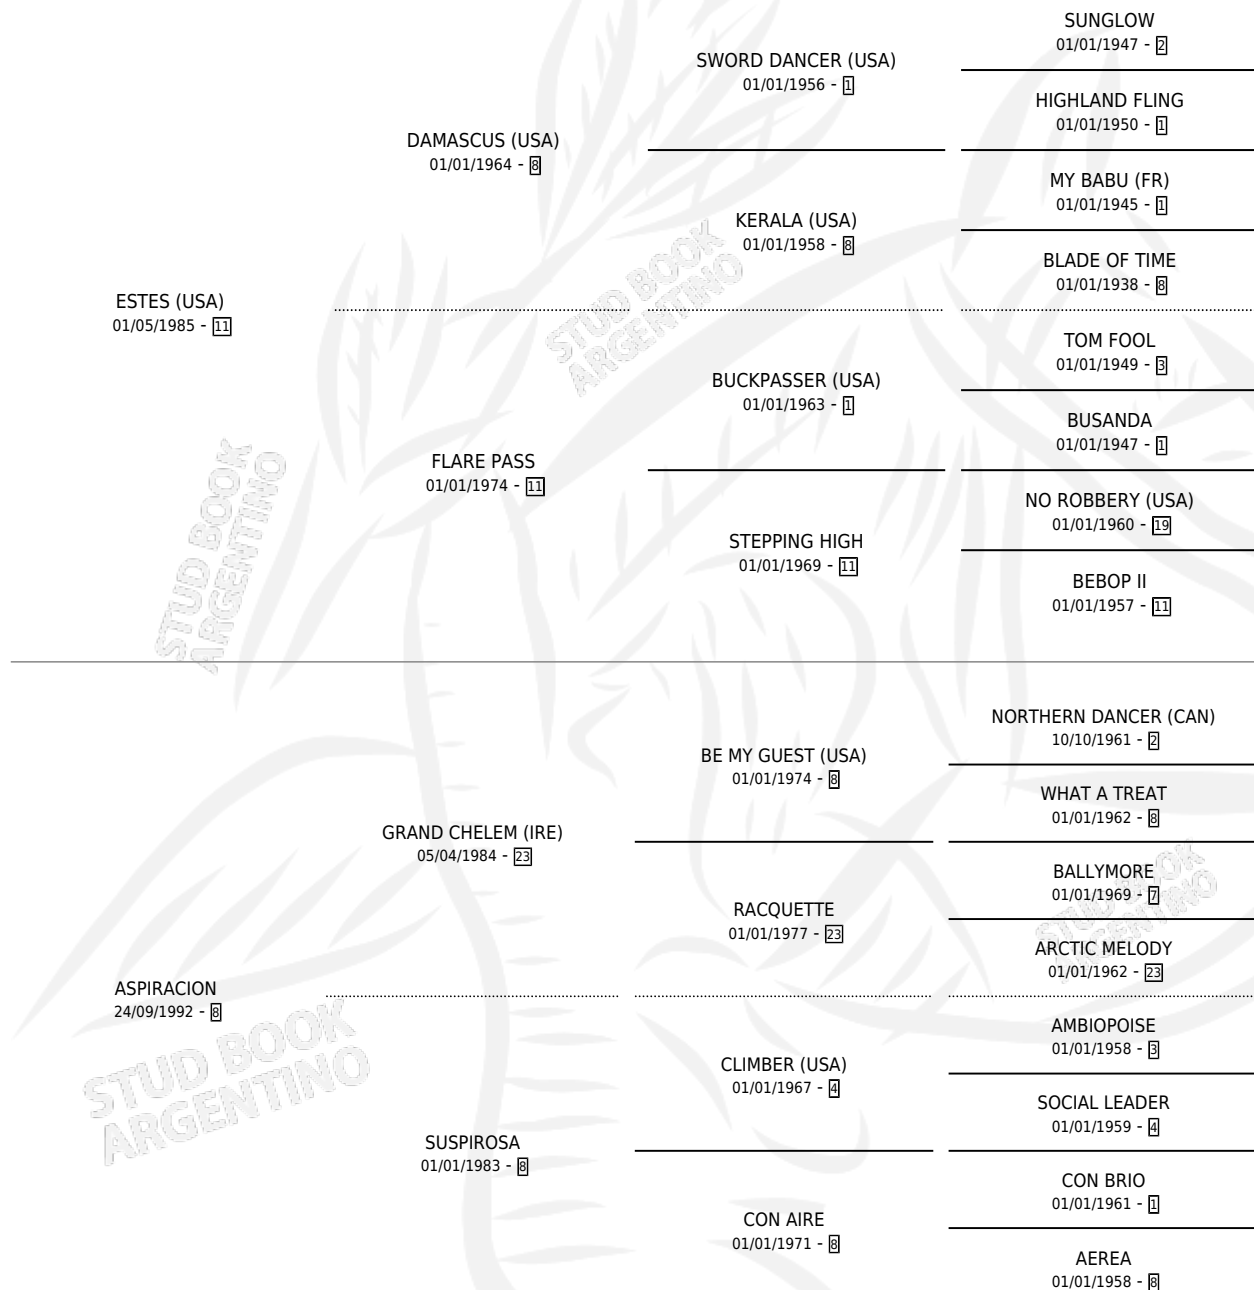 SUNGLOW
01/01/1947 - 2
SWORD DANCER (USA)
01/01/1956 - 1
HIGHLAND FLING
01/01/1950 - 1
DAMASCUS (USA)
01/01/1964 - 8
MY BABU (FR)
01/01/1945 - 1
KERALA (USA)
01/01/1958 - 8
BLADE OF TIME
01/01/1938 - 8
ESTES (USA)
01/05/1985 - 11
TOM FOOL
01/01/1949 - 3
BUCKPASSER (USA)
01/01/1963 - 1
BUSANDA
01/01/1947 - 1
FLARE PASS
01/01/1974 - 11
NO ROBBERY (USA)
01/01/1960 - 19
STEPPING HIGH
01/01/1969 - 11
BEBOP II
01/01/1957 - 11
STUD BOOK
ARGENTINO
STUD BOOK
ARGENTINO
NORTHERN DANCER (CAN)
10/10/1961 - 2
BE MY GUEST (USA)
01/01/1974 - 8
WHAT A TREAT
01/01/1962 - 8
GRAND CHELEM (IRE)
05/04/1984 - 23
BALLYMORE
01/01/1969 - 7
RACQUETTE
01/01/1977 - 23
ARCTIC MELODY
01/01/1962 - 23
ASPIRACION
24/09/1992 - 8
AMBIOPOISE
01/01/1958 - 3
CLIMBER (USA)
01/01/1967 - 4
SOCIAL LEADER
01/01/1959 - 4
SUSPIROSA
01/01/1983 - 8
CON BRIO
01/01/1961 - 1
CON AIRE
01/01/1971 - 8
AEREA
01/01/1958 - 8
STUD BOOK
ARGENTINO
STUD BOOK
ARGENTINO